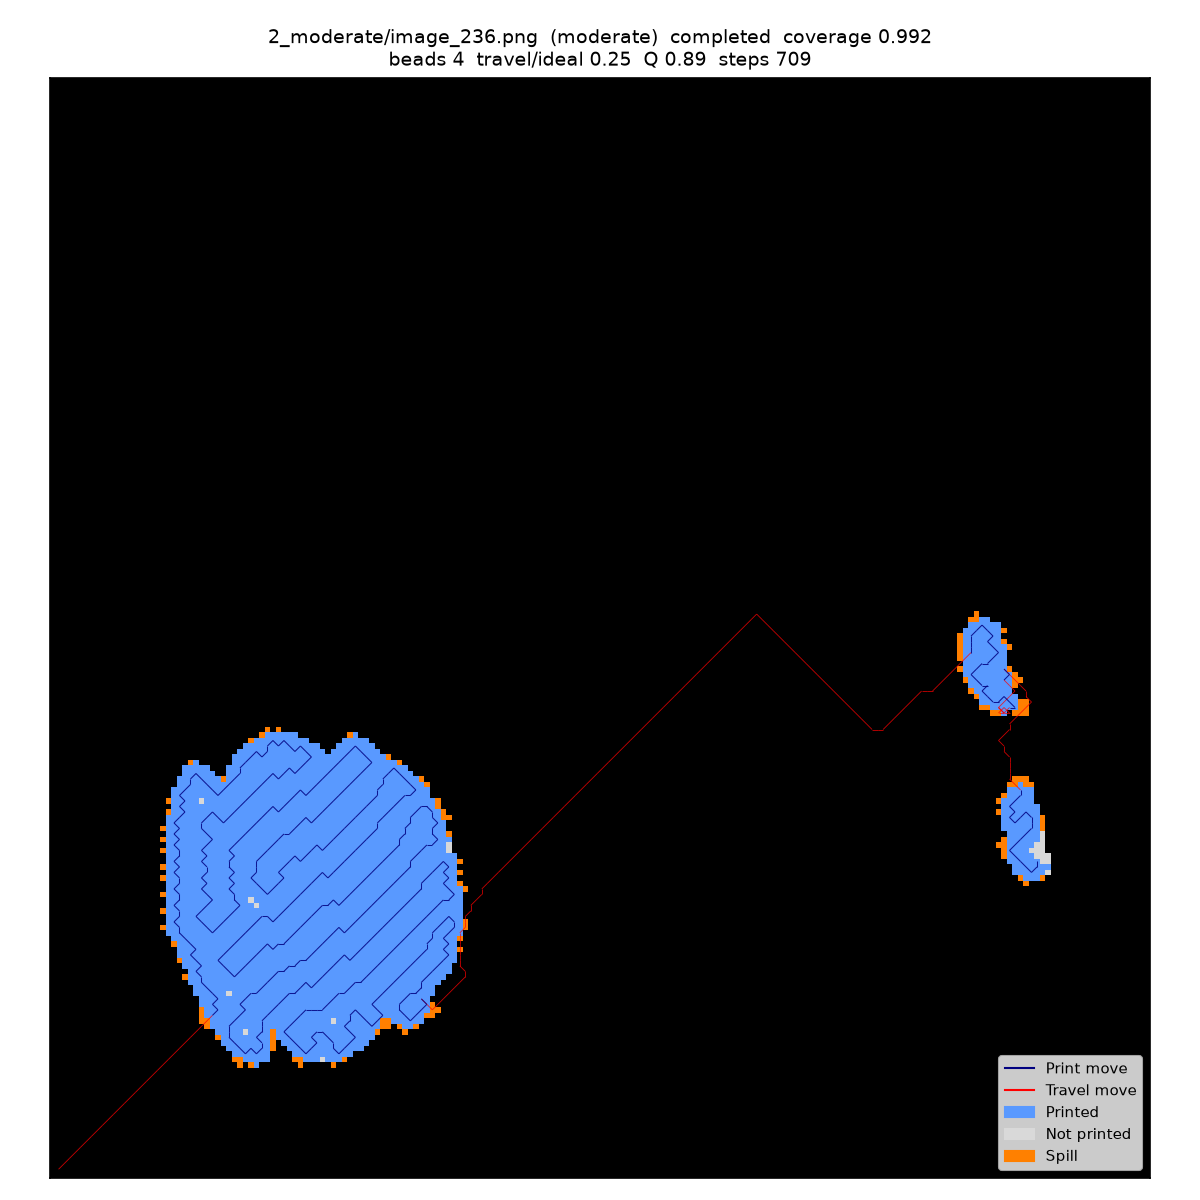 2_moderate/image_236.png  (moderate)  completed  coverage 0.992
beads 4  travel/ideal 0.25  Q 0.89  steps 709
Print move
Travel move
Printed
Not printed
Spill